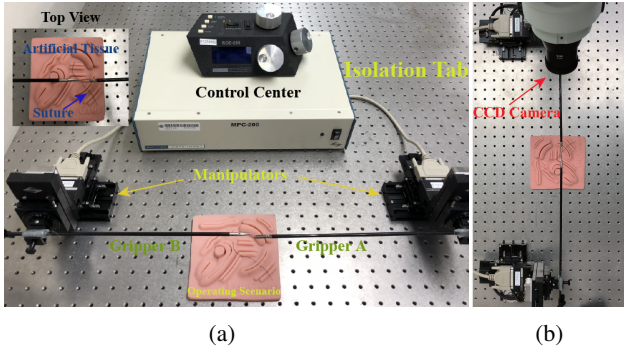 Top View
Artificial Tissue
Suture
Control Center
Isolation Tab
MPC-200
Manipulators
CCD Camera
Gripper B
Gripper A
Operating Scenario
(a)
(b)